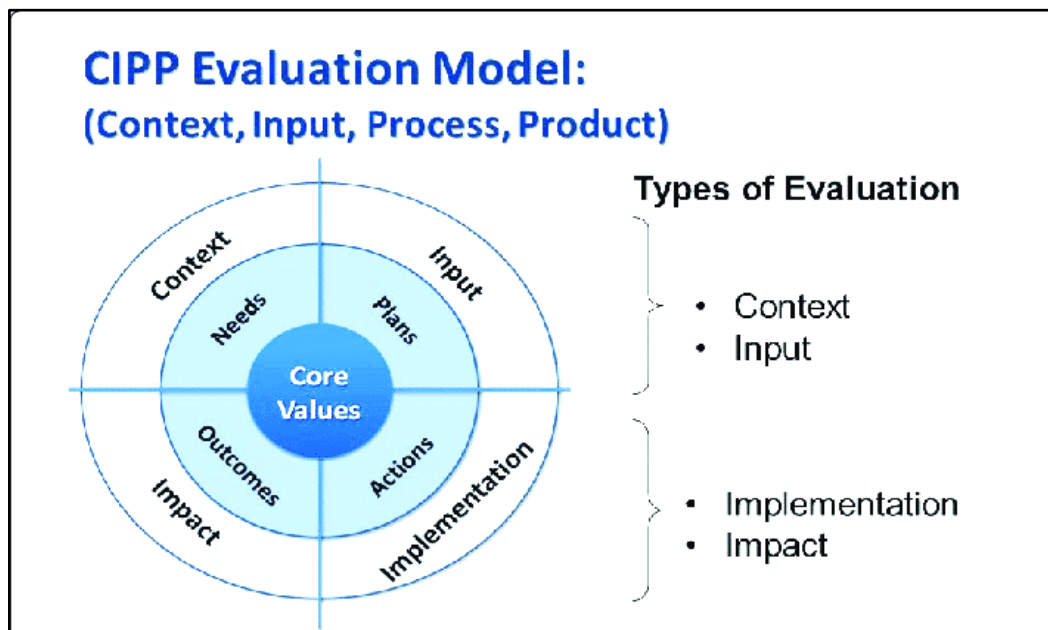 CIPP Evaluation Model:
(Context, Input, Process, Product)
Types of Evaluation
Context
Input
Needs
Plans
Core
Values
Outcomes
Actions
Impact
Implementation
• Context
• Input
• Implementation
• Impact